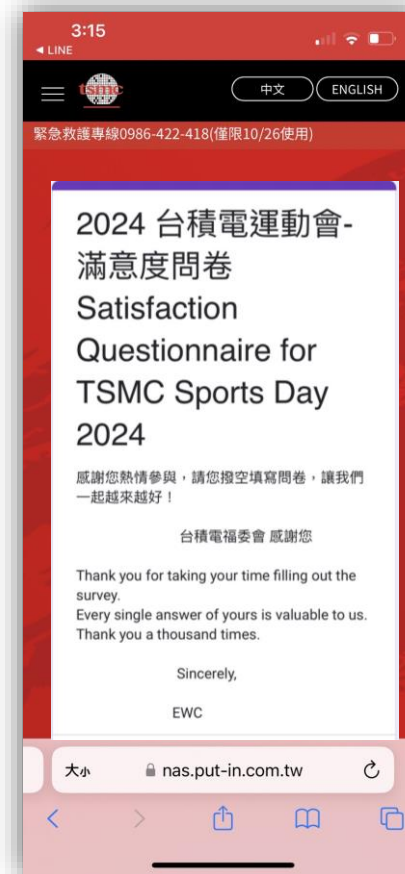 3:15
◀ LINE
tsmc
中文
ENGLISH
緊急救護專線0986-422-418(僅限10/26使用)
2024 台積電運動會-
滿意度問卷
Satisfaction
Questionnaire for
TSMC Sports Day
2024
感謝您熱情參與，請您撥空填寫問卷，讓我們
一起越來越好！
台積電福委會 感謝您
Thank you for taking your time filling out the
survey.
Every single answer of yours is valuable to us.
Thank you a thousand times.
Sincerely,
EWC
大小
nas.put-in.com.tw